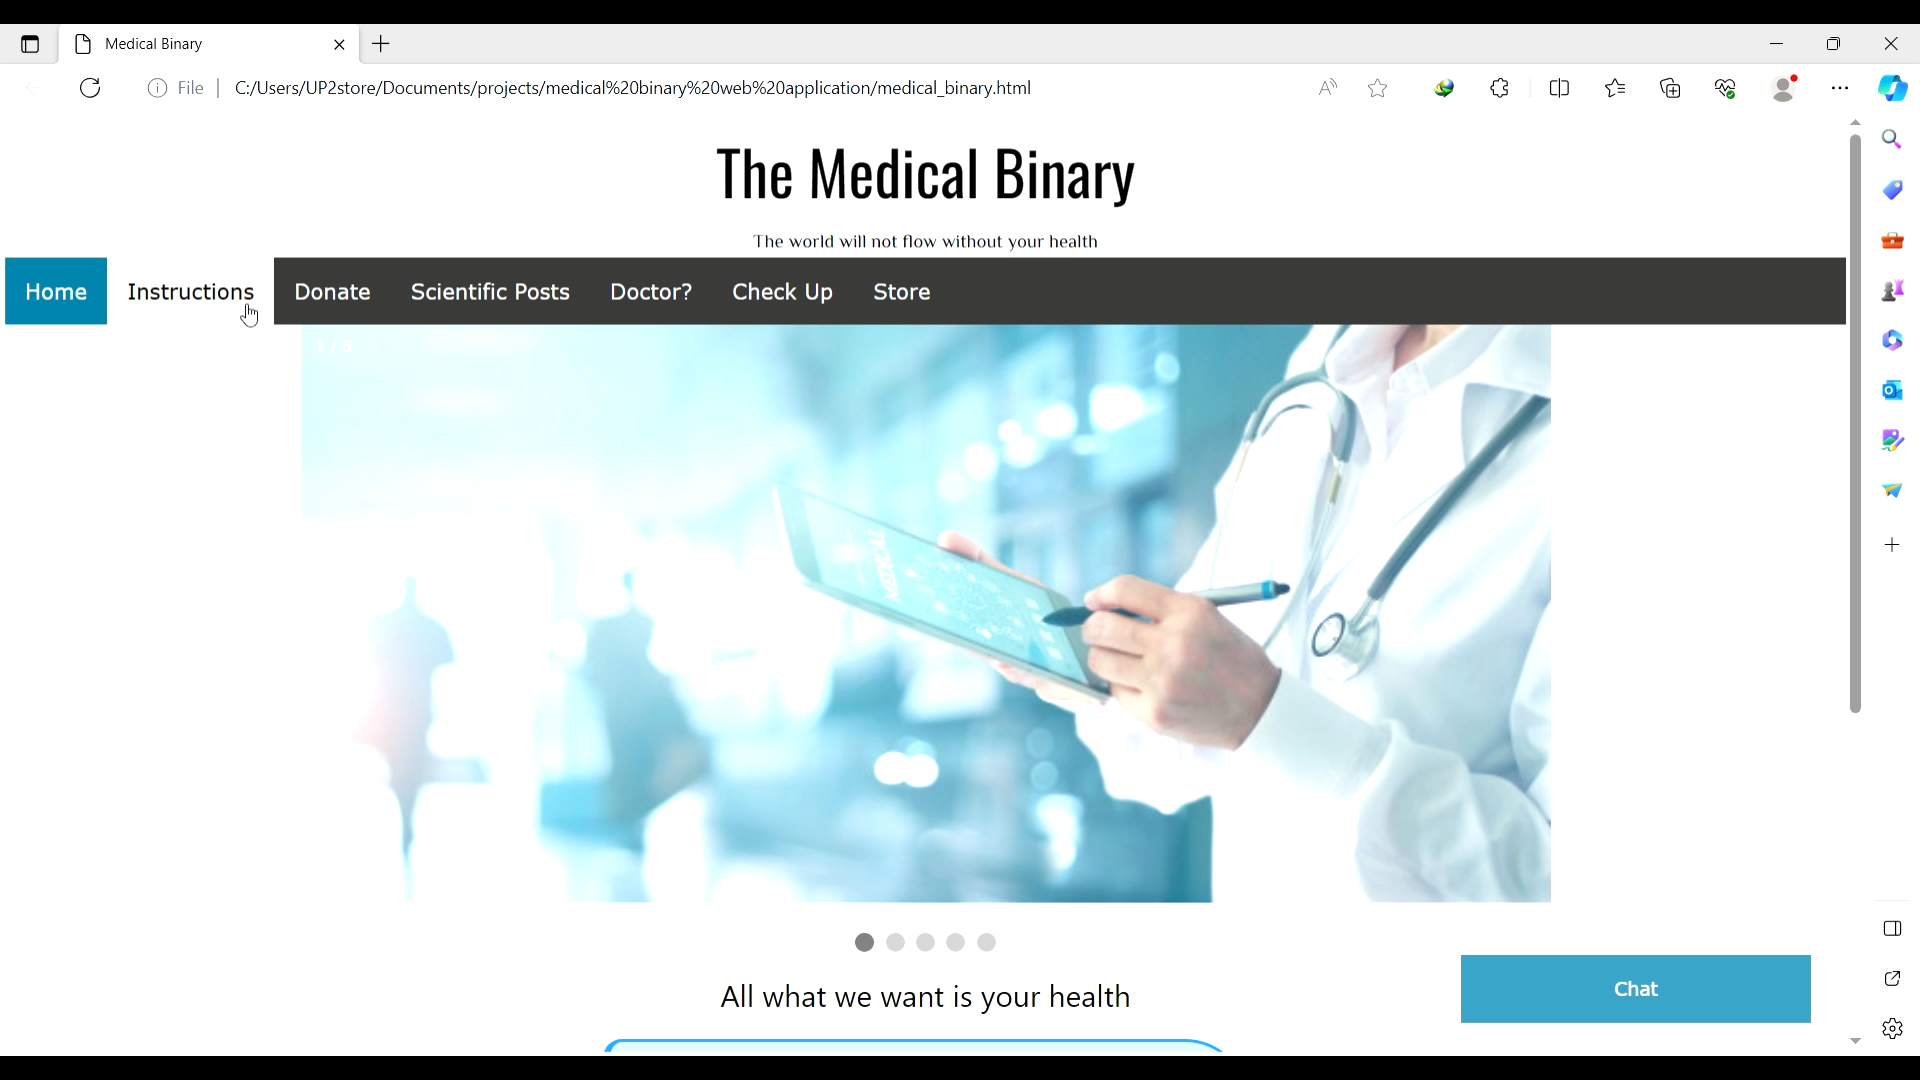 Medical Binary
File
C:/Users/UP2store/Documents/projects/medical%20binary%20web%20application/medical_binary.html
The Medical Binary
The world will not flow without your health
Home Instructions Donate Scientific Posts Doctor? Check Up Store
1 / 5
MEDICAL
All what we want is your health
Chat